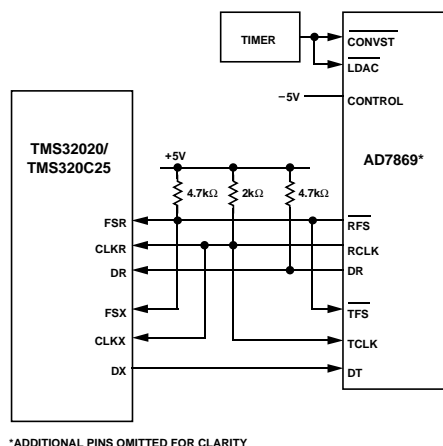 TIMER
CONVST
LDAC
–5V
CONTROL
TMS32020/
TMS320C25
AD7869*
+5V
4.7kΩ
2kΩ
4.7kΩ
FSR
RFS
CLKR
RCLK
DR
DR
FSX
TFS
CLKX
TCLK
DX
DT
*ADDITIONAL PINS OMITTED FOR CLARITY